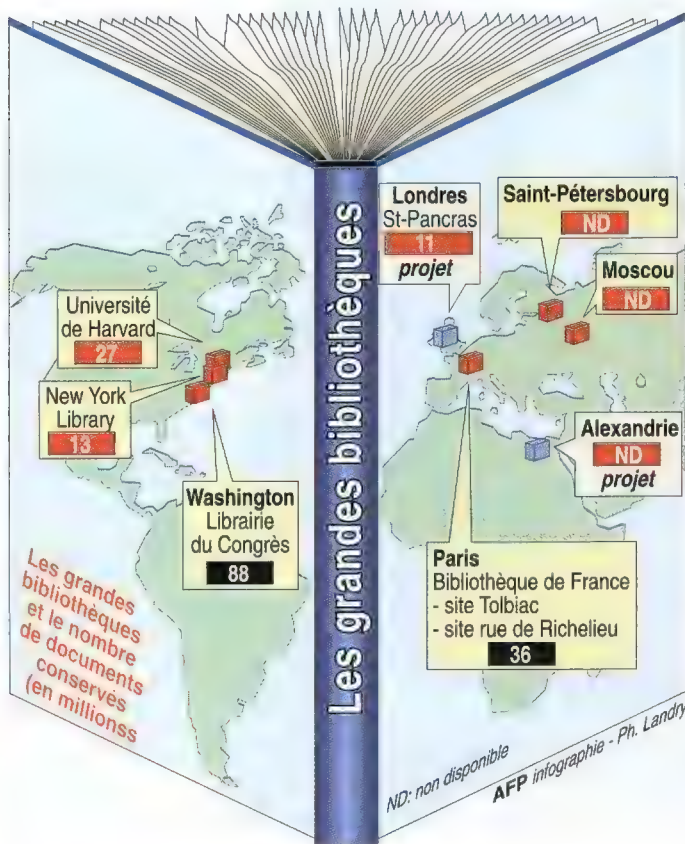 Les grandes bibliothèques
Université
de Harvard
27
New York
Library
13
Washington
Librairie
du Congrès
88
Les grandes
bibliothèques
et le nombre
de documents
conservés
(en millionss
Londres
St-Pancras
11
projet
Saint-Pétersbourg
ND
Moscou
ND
Alexandrie
ND
projet
Paris
Bibliothèque de France
- site Tolbiac
- site rue de Richelieu
36
ND: non disponible
AFP infographie - Ph. Landry